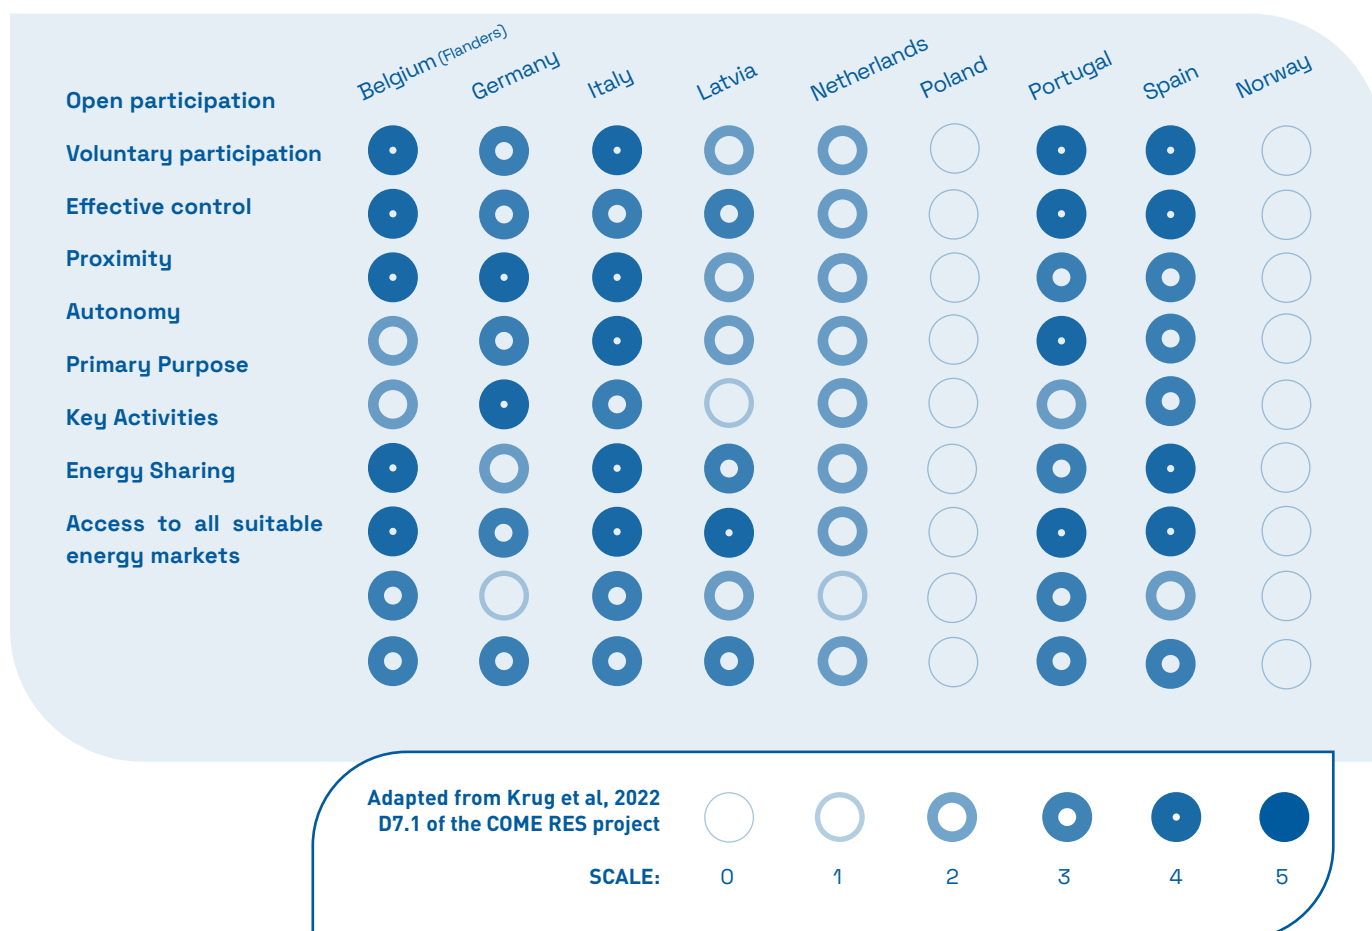 Belgium (Flanders)
Germany
Italy
Latvia
Netherlands
Poland
Portugal
Spain
Norway
Open participation
Voluntary participation
Effective control
Proximity
Autonomy
Primary Purpose
Key Activities
Energy Sharing
Access to all suitable
energy markets
Adapted from Krug et al, 2022
D7.1 of the COME RES project
SCALE: 0 1 2 3 4 5